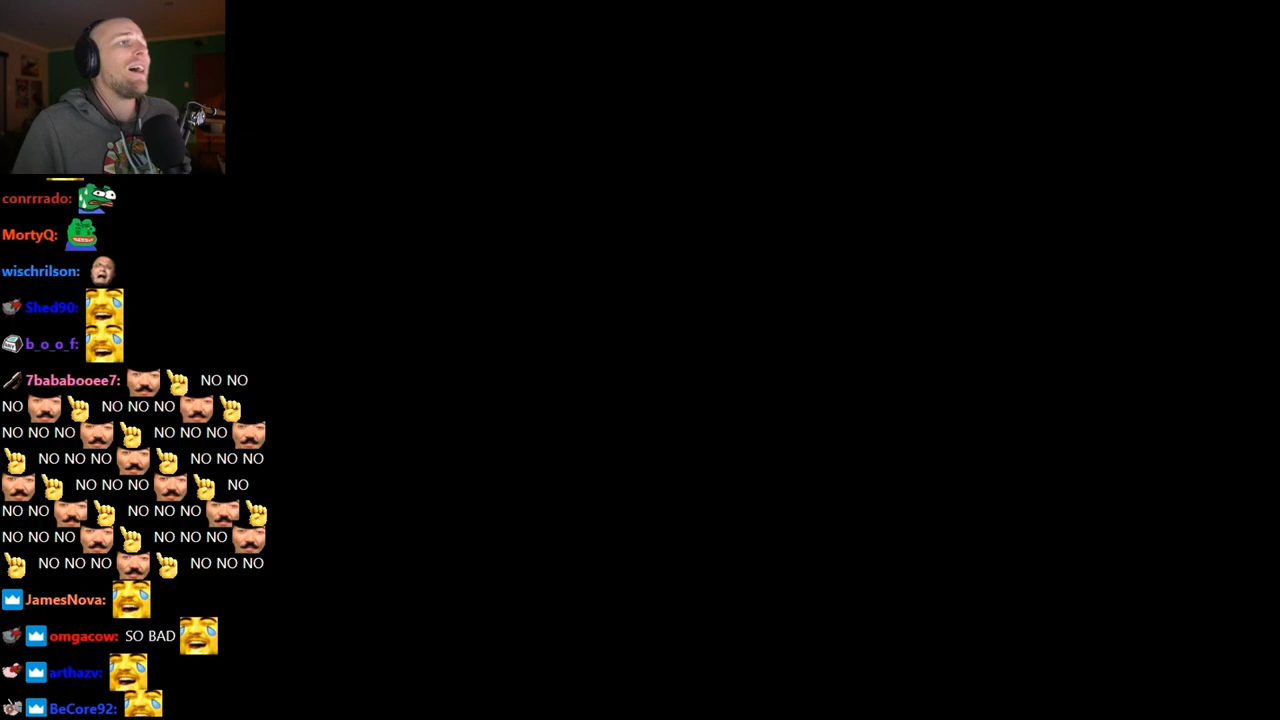 conrrrado:
MortyQ:
wischrilson:
Shed90:
b_o_o_f:
7bababooee7: NO NO
NO NO NO NO
NO NO NO NO NO NO
NO NO NO NO NO NO
NO NO NO NO
NO NO NO NO NO
NO NO NO NO NO NO
NO NO NO NO NO NO
JamesNova:
omgacow: SO BAD
arthazv:
BeCore92: